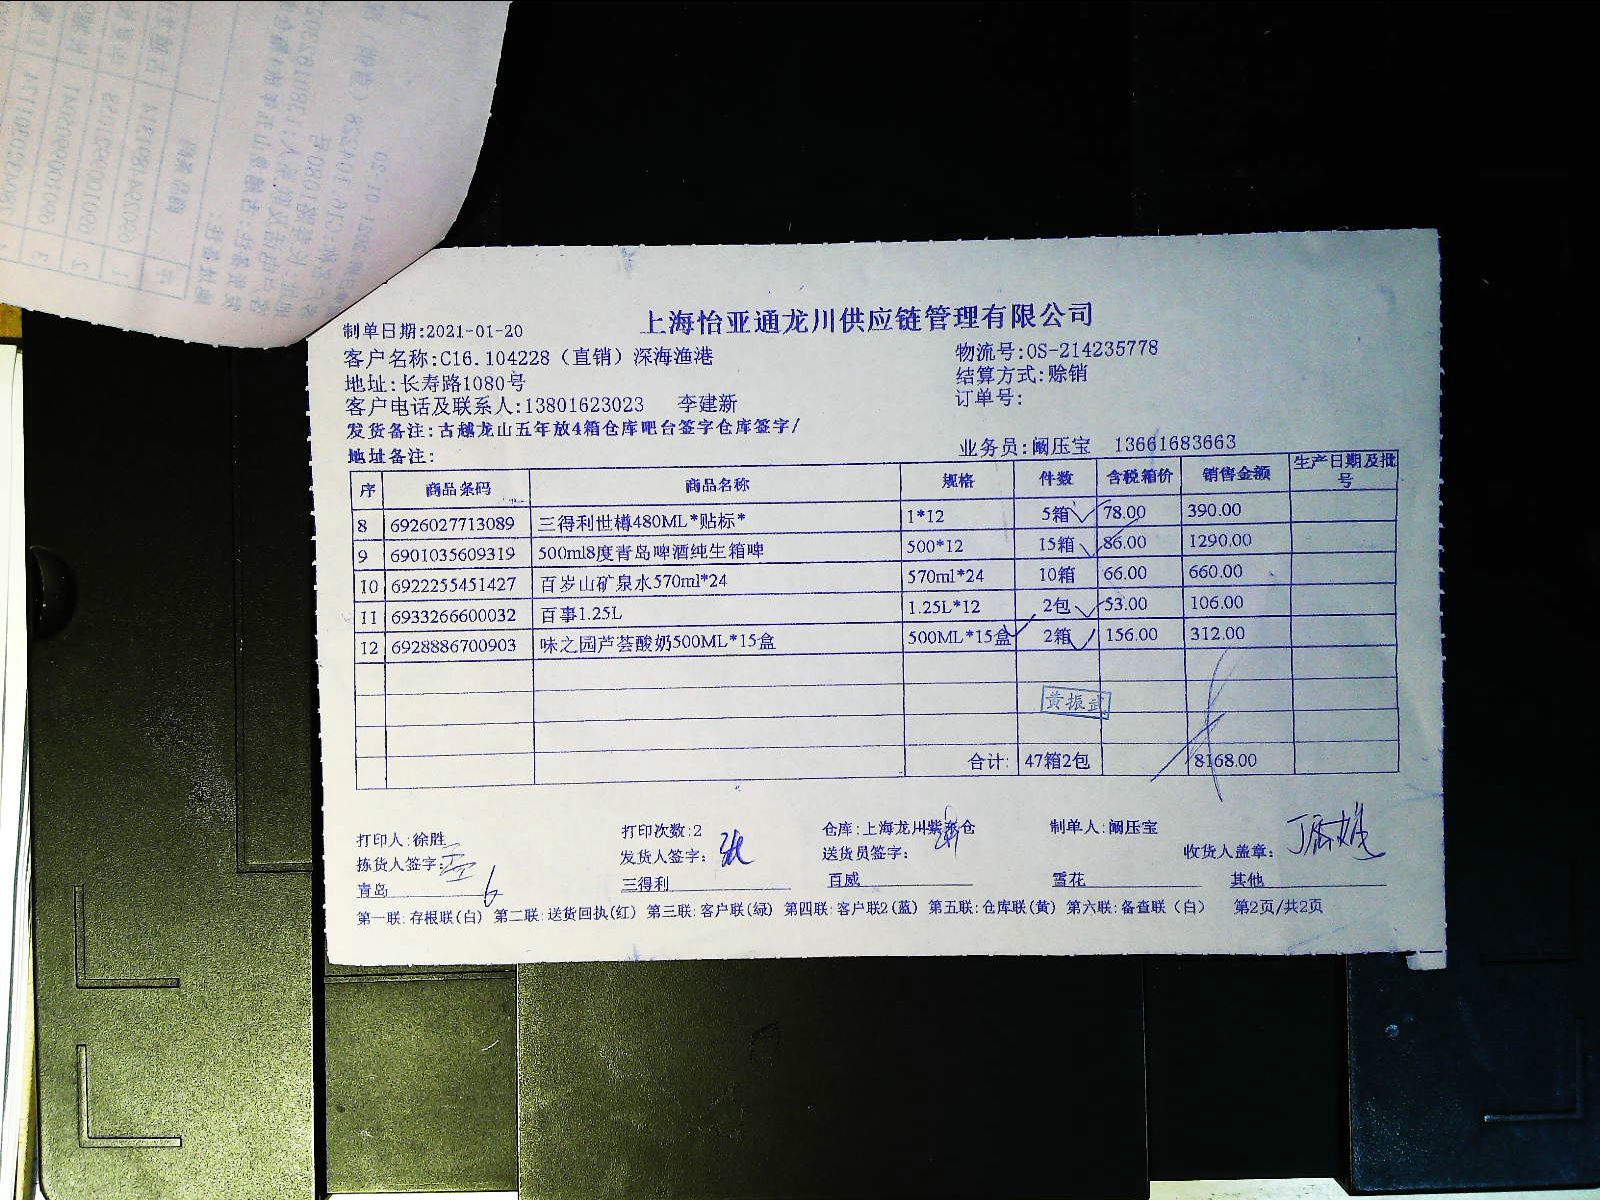 上海怡亚通龙川供应链管理有限公司
制单日期:2021-01-20
客户名称:C16.104228（直销）深海渔港 物流号:OS-214235778
地址:长寿路1080号 结算方式:赊销
客户电话及联系人:13801623023 李建新 订单号:
发货备注:古越龙山五年放4箱仓库吧台签字仓库签字/
地址备注: 业务员:阚压宝 13661683663
序 商品条码 商品名称 规格 件数 含税箱价 销售金额 生产日期及批号
8 6926027713089 三得利世樽480ML*贴标* 1*12 5箱 78.00 390.00
9 6901035609319 500ml8度青岛啤酒纯生箱啤 500*12 15箱 86.00 1290.00
10 6922255451427 百岁山矿泉水570ml*24 570ml*24 10箱 66.00 660.00
11 6933266600032 百事1.25L 1.25L*12 2包 53.00 106.00
12 6928886700903 味之园芦荟酸奶500ML*15盒 500ML*15盒 2箱 156.00 312.00
黄振武
合计: 47箱2包 8168.00
打印人:徐胜 打印次数:2 仓库:上海龙川紫东仓 制单人:阚压宝
拣货人签字: 发货人签字: 送货员签字: 收货人盖章:
青岛 6 三得利 百威 雪花 其他
第一联:存根联(白) 第二联:送货回执(红) 第三联:客户联(绿) 第四联:客户联2(蓝) 第五联:仓库联(黄) 第六联:备查联（白） 第2页/共2页